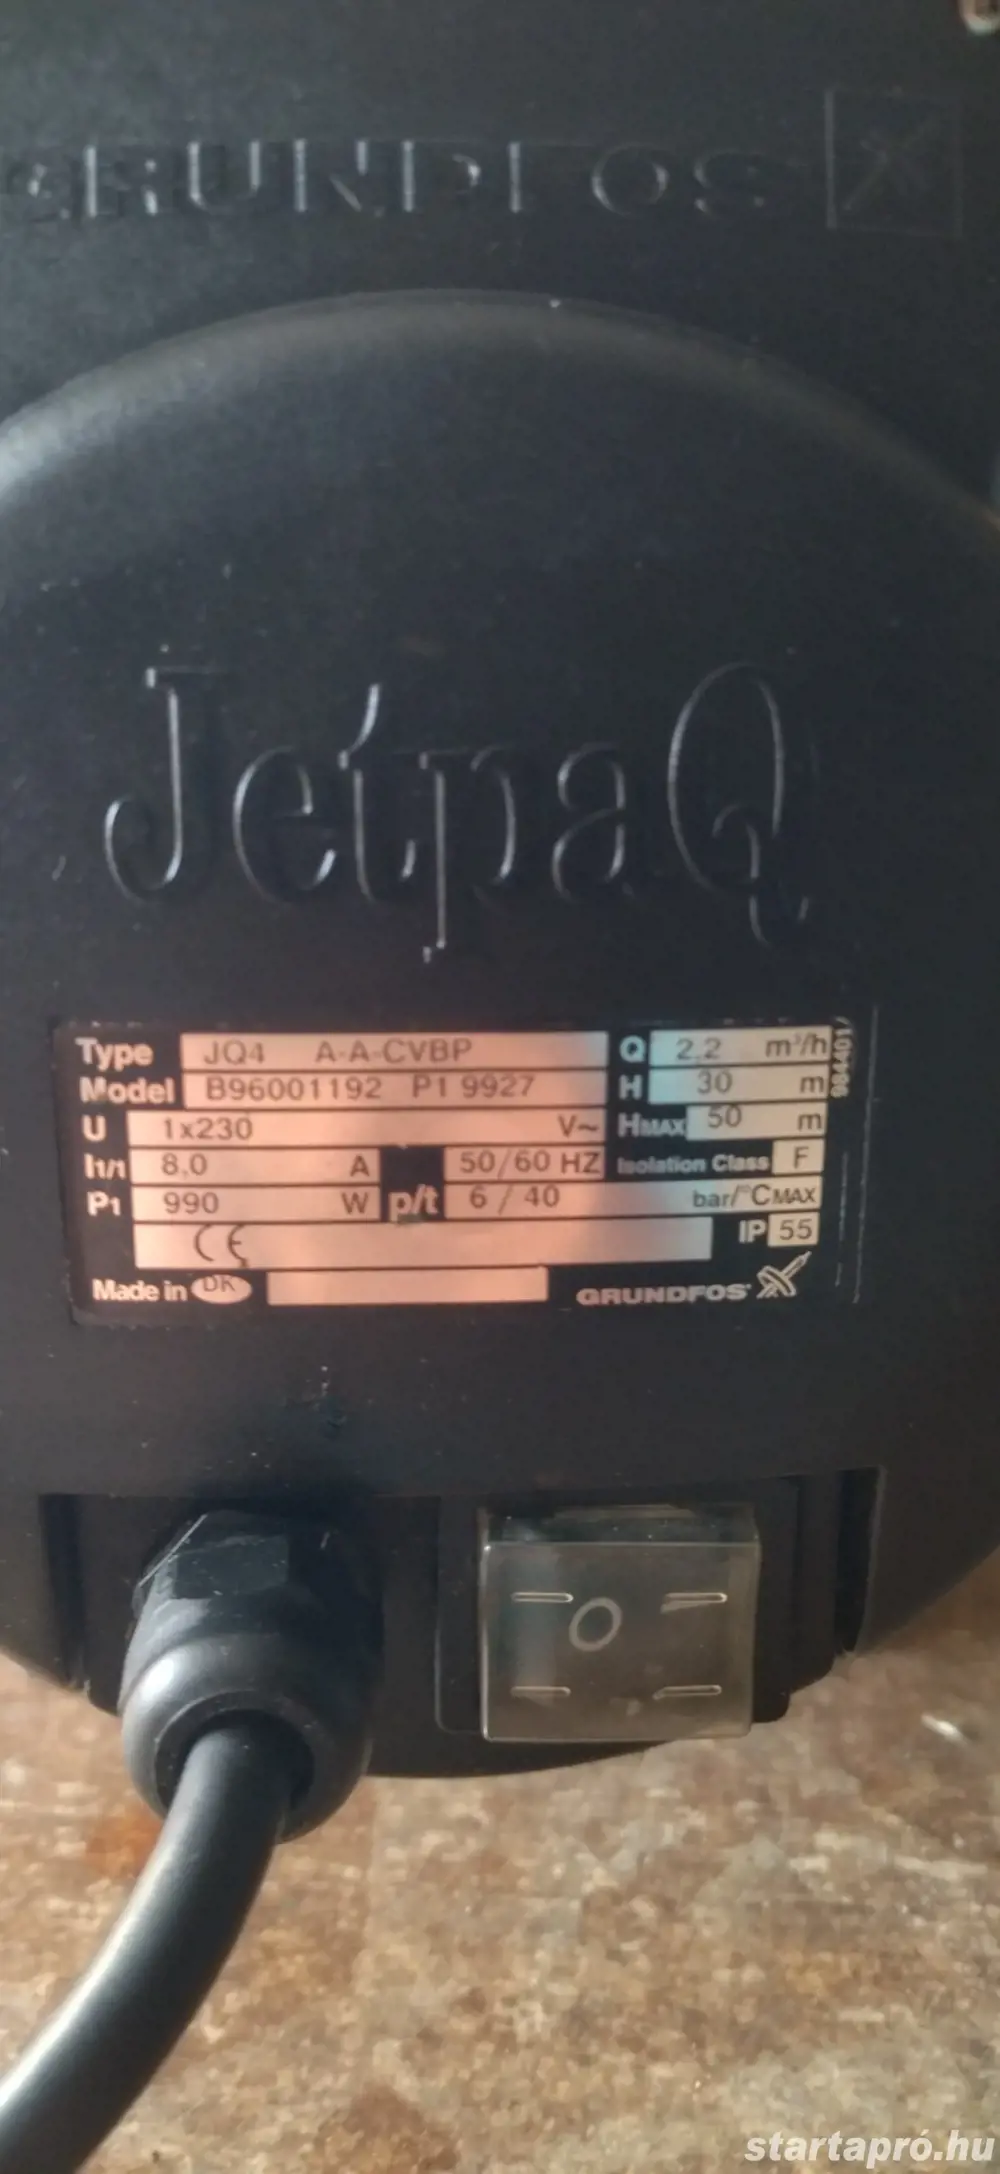 GRUNDFOS
JetpaQ
Type JQ4 A-A-CVBP Q 2,2 m³/h
Model B96001192 P1 9927 H 30 m
U 1x230 V~ HMAX 50 m
I1/1 8,0 A 50/60 HZ Isolation Class F
P1 990 W p/t 6 / 40 bar/°CMAX
CE IP 55
Made in DK GRUNDFOS
O
startapró.hu